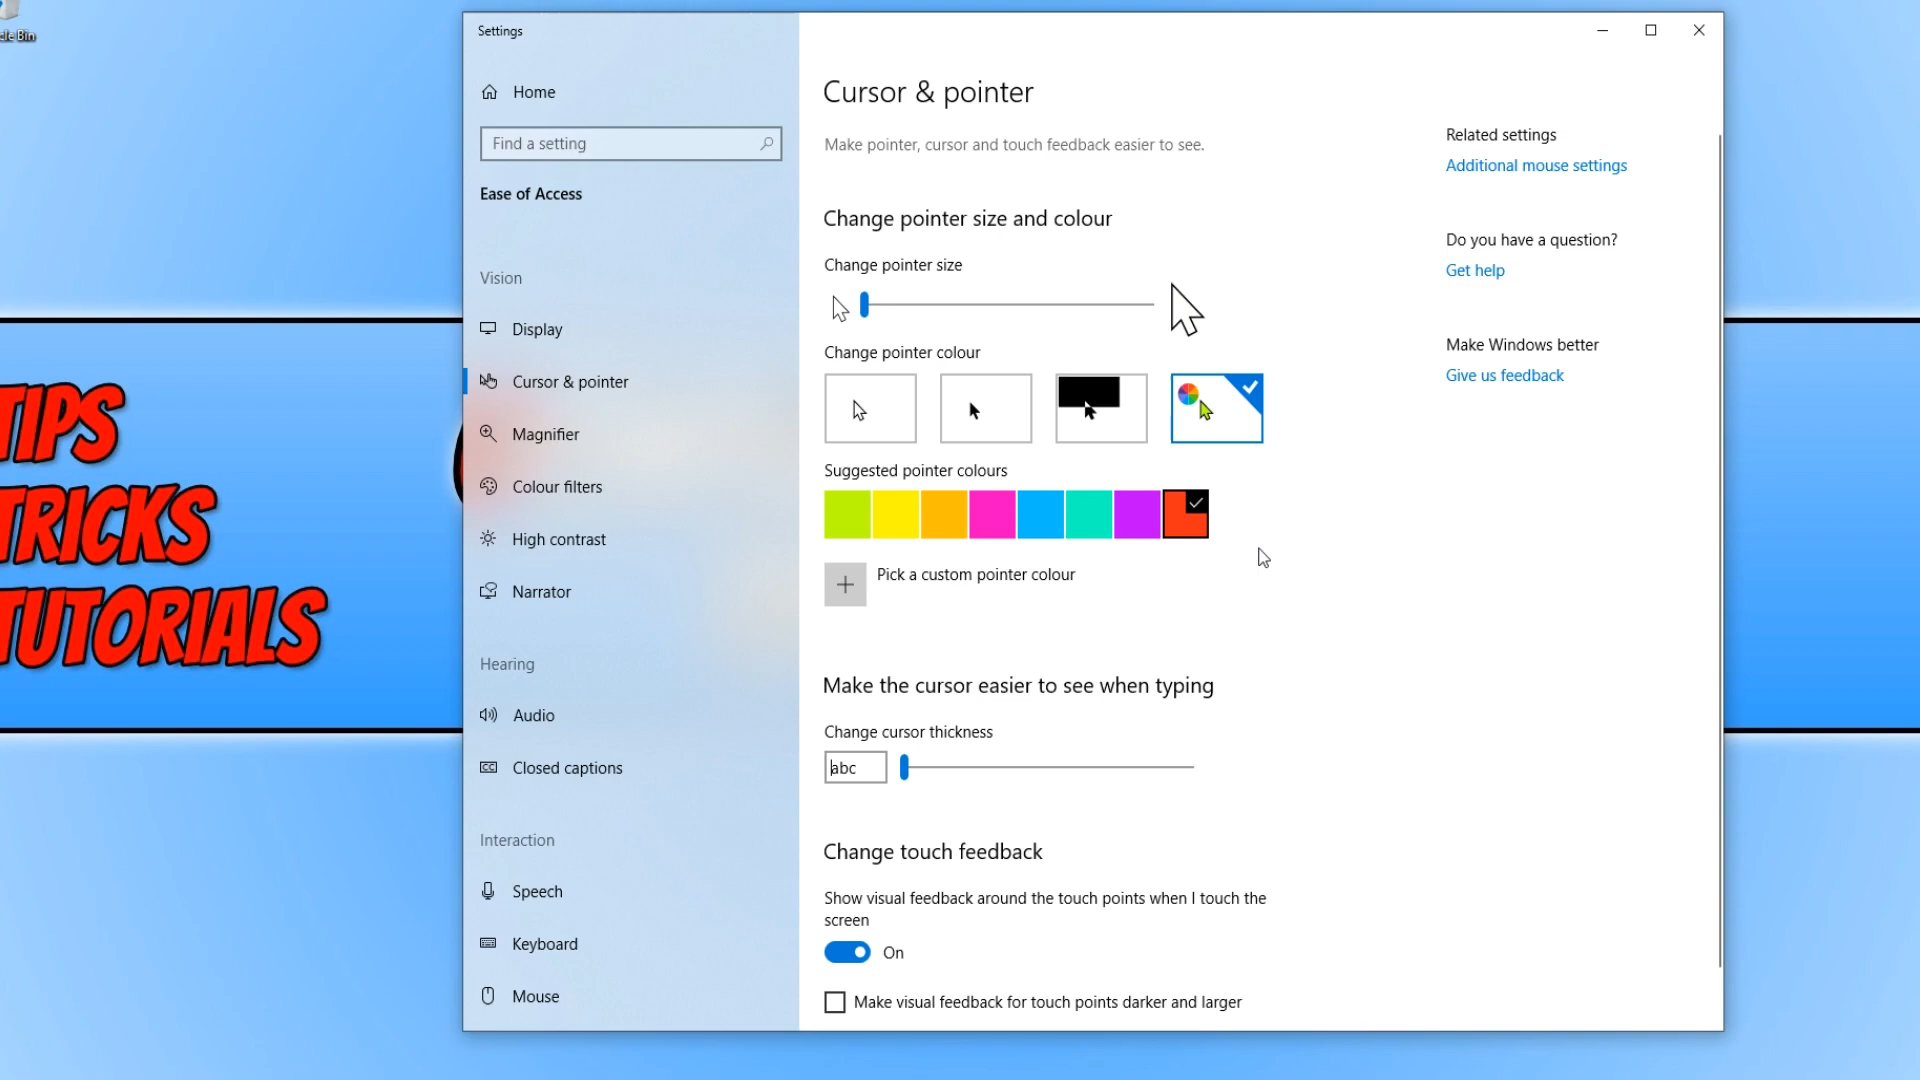 cle Bin
TIPS
TRICKS
TUTORIALS
Settings
Home
Find a setting
Ease of Access
Vision
Display
Cursor & pointer
Magnifier
Colour filters
High contrast
Narrator
Hearing
Audio
Closed captions
Interaction
Speech
Keyboard
Mouse
Cursor & pointer
Make pointer, cursor and touch feedback easier to see.
Change pointer size and colour
Change pointer size
Change pointer colour
Suggested pointer colours
Pick a custom pointer colour
Make the cursor easier to see when typing
Change cursor thickness
abc
Change touch feedback
Show visual feedback around the touch points when I touch the
screen
On
Make visual feedback for touch points darker and larger
Related settings
Additional mouse settings
Do you have a question?
Get help
Make Windows better
Give us feedback